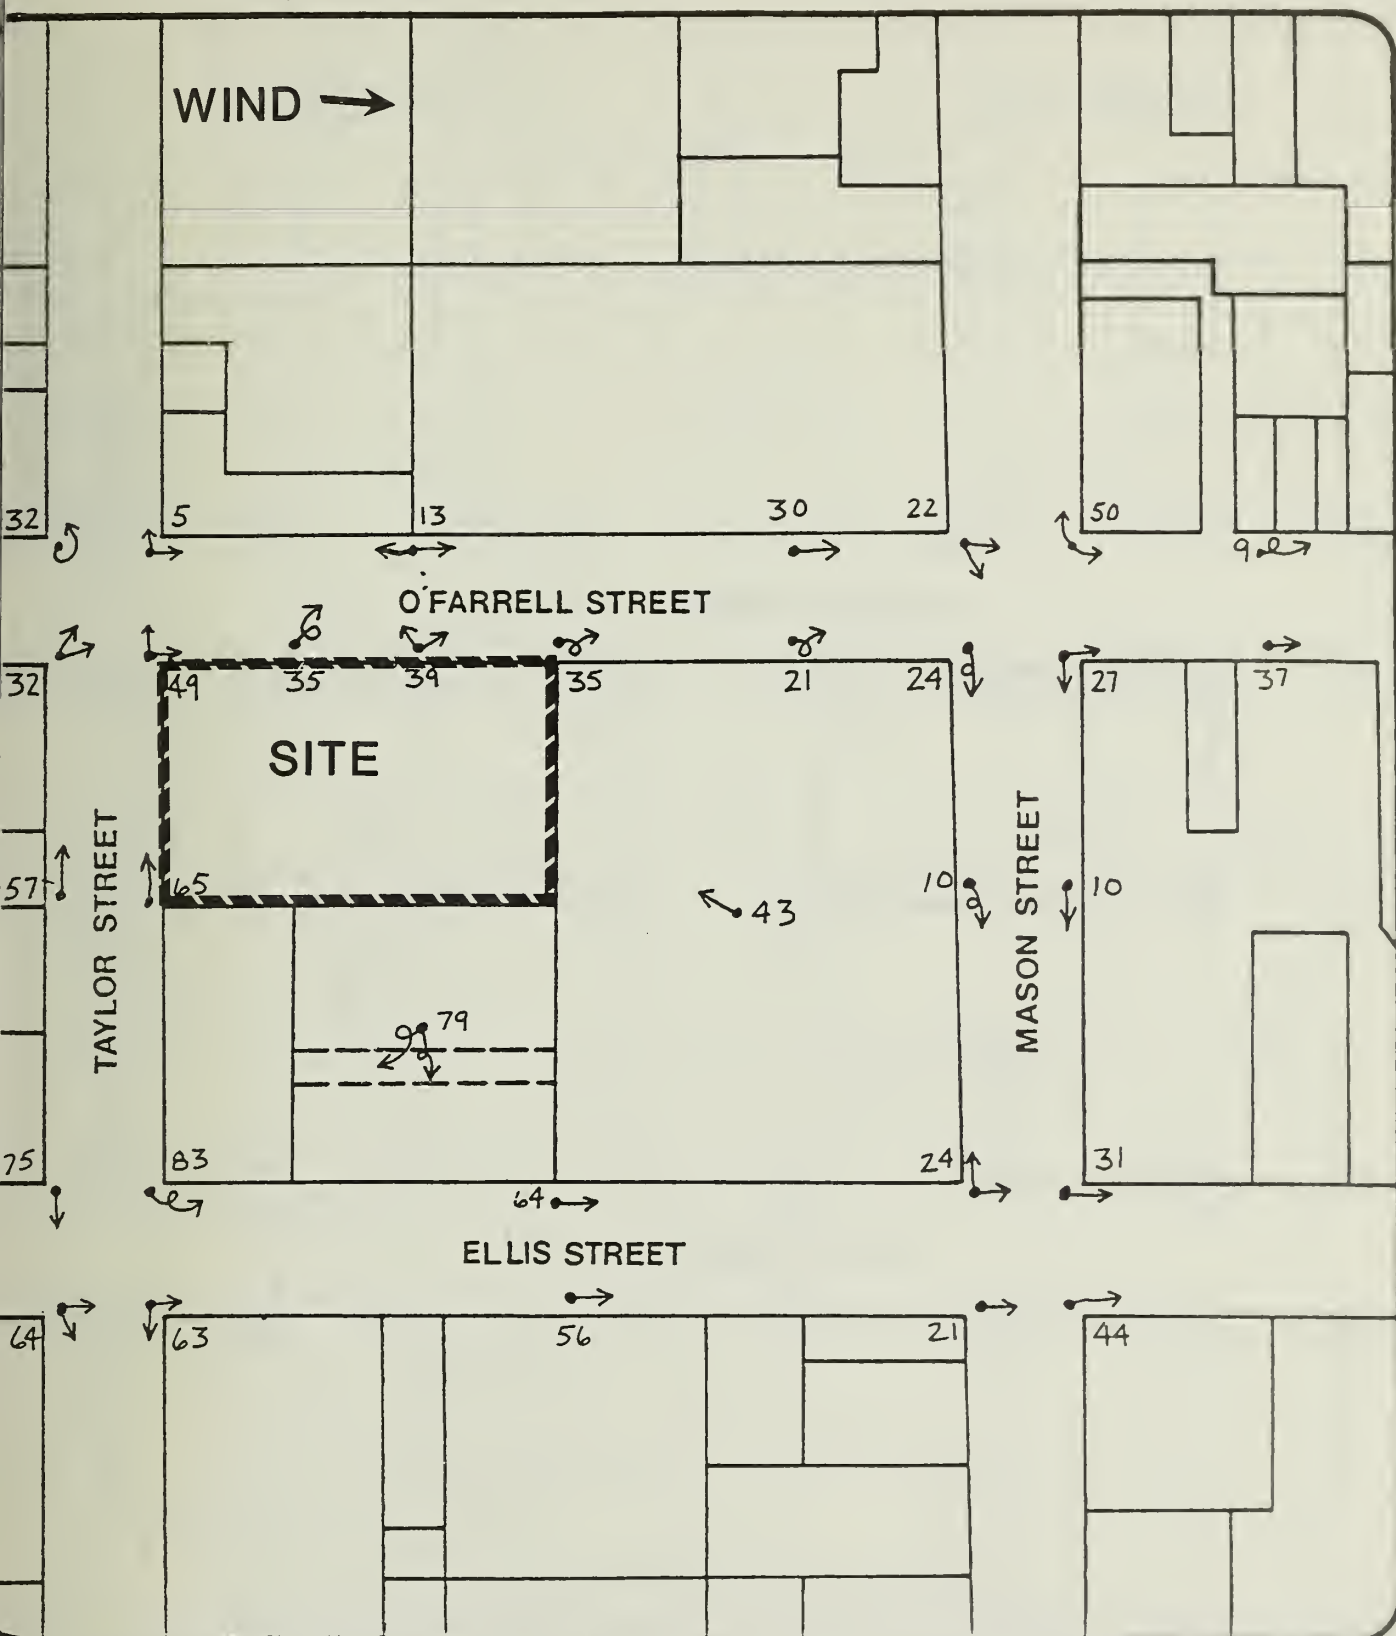 WIND
32 5 13 30 22 50
9
O'FARRELL STREET
32 49 35 39 35 21 24 27 37
SITE
TAYLOR STREET
MASON STREET
57 65 10 10
43
79
75 83 24 31
64
ELLIS STREET
64 63 56 21 44